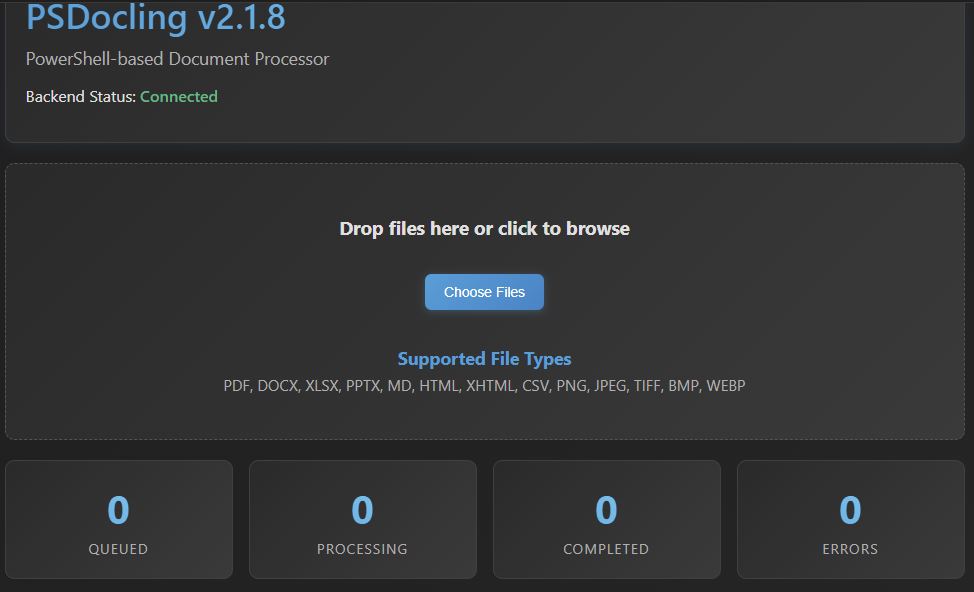 PSDocling v2.1.8
PowerShell-based Document Processor
Backend Status: Connected
Drop files here or click to browse
Choose Files
Supported File Types
PDF, DOCX, XLSX, PPTX, MD, HTML, XHTML, CSV, PNG, JPEG, TIFF, BMP, WEBP
0 0 0 0
QUEUED PROCESSING COMPLETED ERRORS